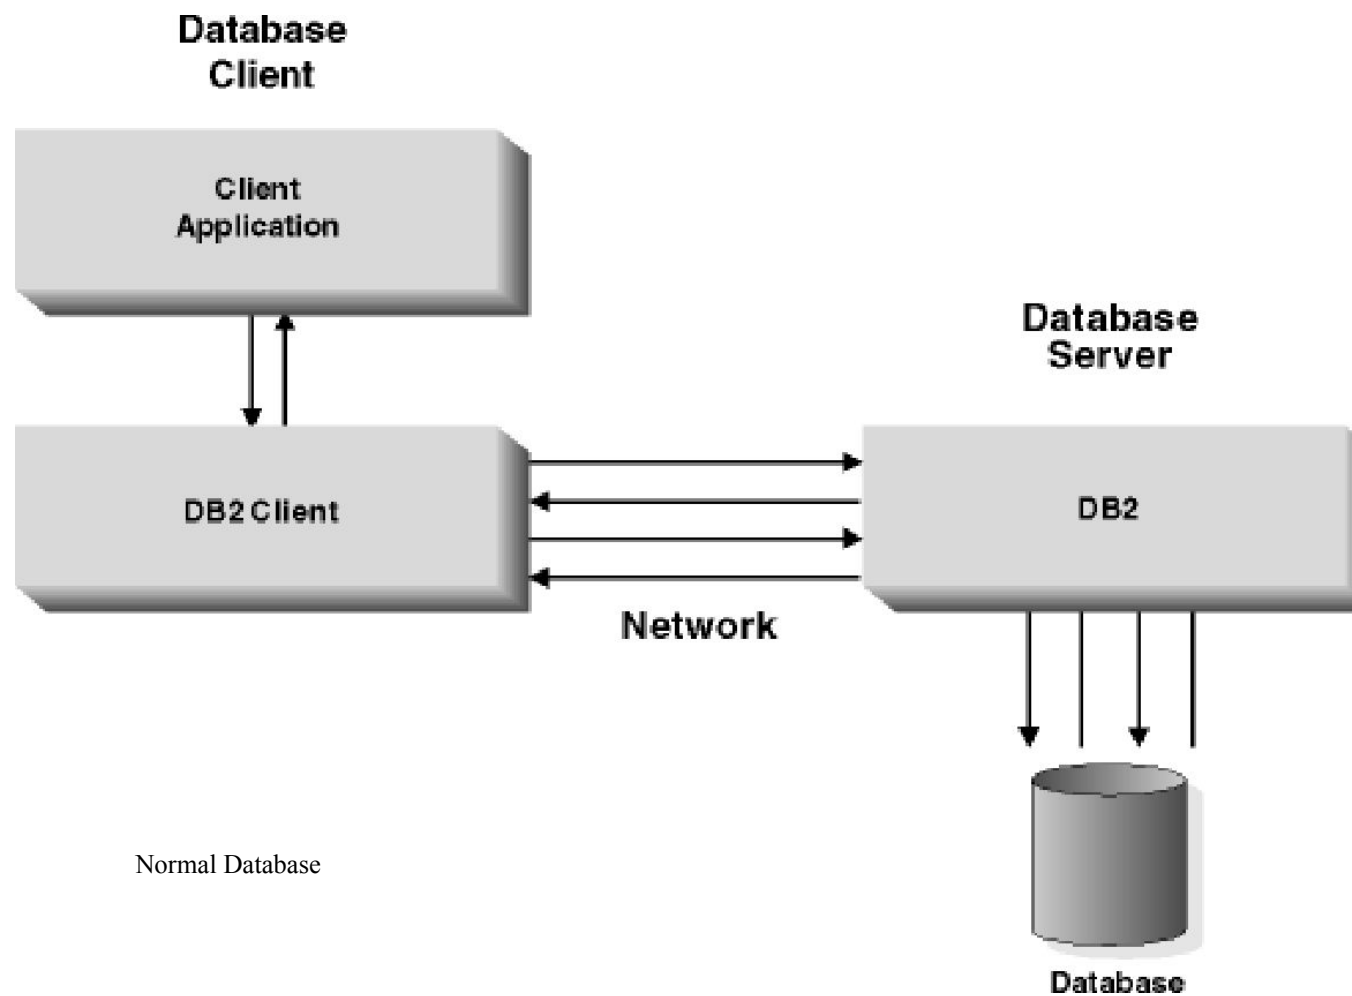 Database
Client
Client
Application
Database
Server
DB2 Client
DB2
Network
Normal Database
Database